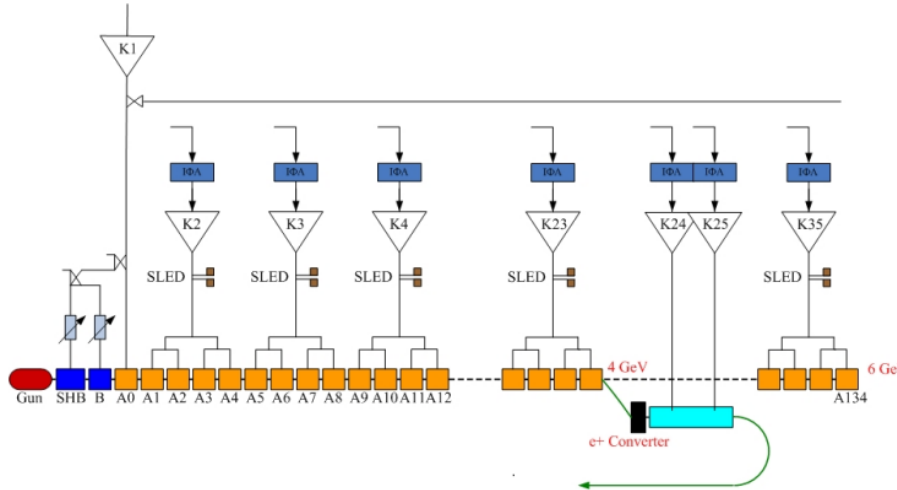 K1
IΦA IΦA IΦA IΦA IΦA IΦA IΦA
K2 K3 K4 K23 K24 K25 K35
SLED SLED SLED SLED SLED
4 GeV
6 Ge
Gun SHB B A0 A1 A2 A3 A4 A5 A6 A7 A8 A9 A10 A11 A12 A134
e+ Converter